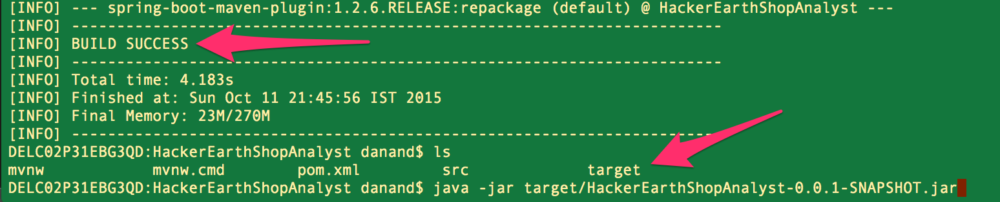 [INFO] --- spring-boot-maven-plugin:1.2.6.RELEASE:repackage (default) @ HackerEarthShopAnalyst ---
[INFO] ------------------------------------------------------------------------
[INFO] BUILD SUCCESS
[INFO] ------------------------------------------------------------------------
[INFO] Total time: 4.183s
[INFO] Finished at: Sun Oct 11 21:45:56 IST 2015
[INFO] Final Memory: 23M/270M
[INFO] ------------------------------------------------------------------------
DELC02P31EBG3QD:HackerEarthShopAnalyst danand$ ls
mvnw mvnw.cmd pom.xml src target
DELC02P31EBG3QD:HackerEarthShopAnalyst danand$ java -jar target/HackerEarthShopAnalyst-0.0.1-SNAPSHOT.jar